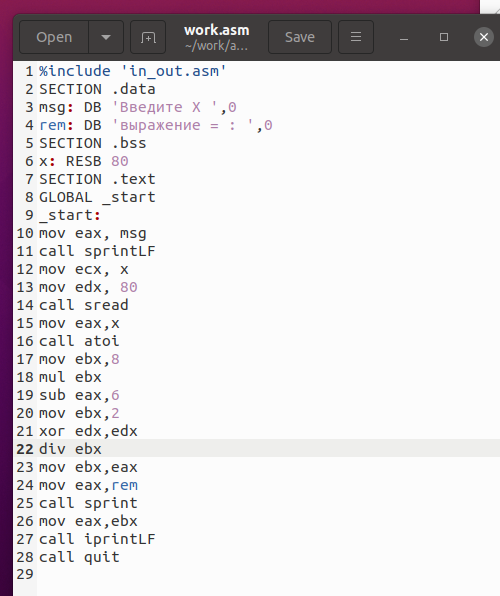 Open
work.asm
~/work/a...
Save
1 %include 'in_out.asm'
2 SECTION .data
3 msg: DB 'Введите X ',0
4 rem: DB 'выражение = : ',0
5 SECTION .bss
6 x: RESB 80
7 SECTION .text
8 GLOBAL _start
9 _start:
10 mov eax, msg
11 call sprintLF
12 mov ecx, x
13 mov edx, 80
14 call sread
15 mov eax,x
16 call atoi
17 mov ebx,8
18 mul ebx
19 sub eax,6
20 mov ebx,2
21 xor edx,edx
22 div ebx
23 mov ebx,eax
24 mov eax,rem
25 call sprint
26 mov eax,ebx
27 call iprintLF
28 call quit
29